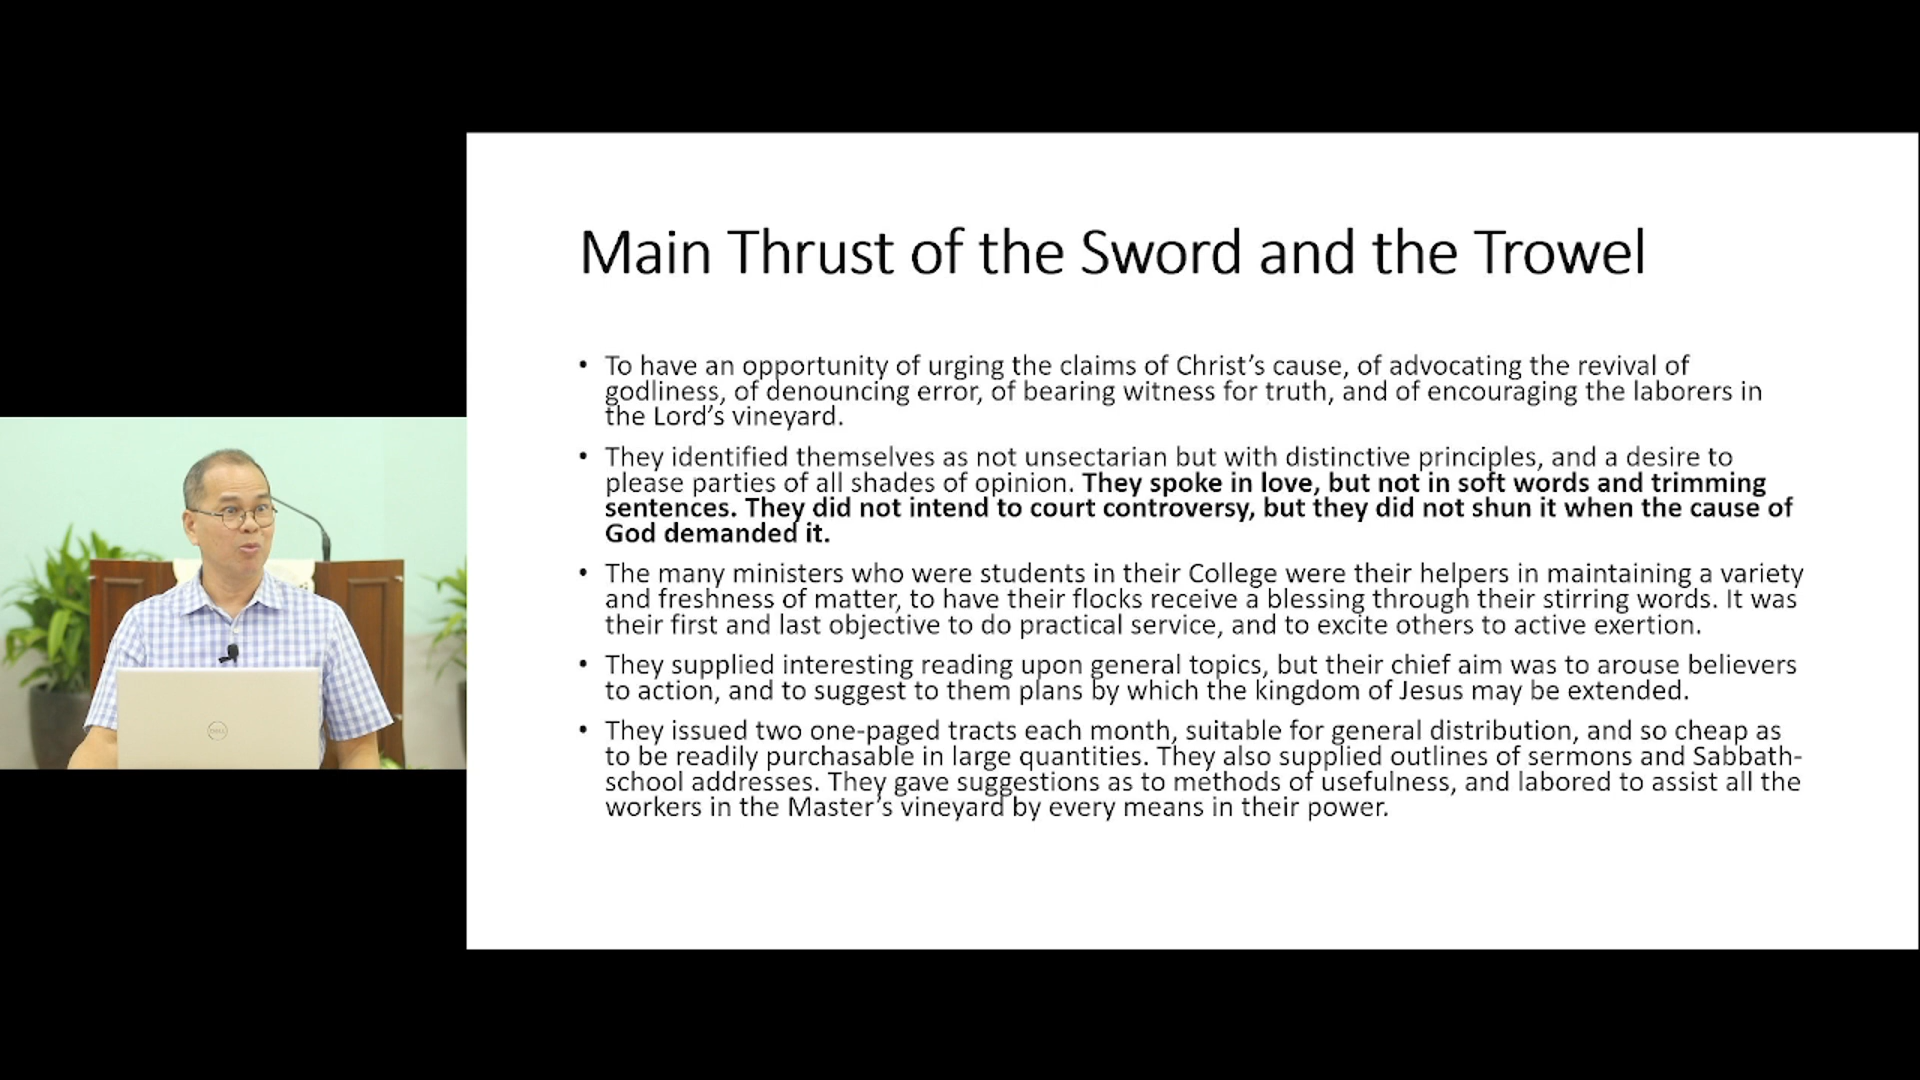 Main Thrust of the Sword and the Trowel
• To have an opportunity of urging the claims of Christ’s cause, of advocating the revival of
godliness, of denouncing error, of bearing witness for truth, and of encouraging the laborers in
the Lord’s vineyard.
• They identified themselves as not unsectarian but with distinctive principles, and a desire to
please parties of all shades of opinion. They spoke in love, but not in soft words and trimming
sentences. They did not intend to court controversy, but they did not shun it when the cause of
God demanded it.
• The many ministers who were students in their College were their helpers in maintaining a variety
and freshness of matter, to have their flocks receive a blessing through their stirring words. It was
their first and last objective to do practical service, and to excite others to active exertion.
• They supplied interesting reading upon general topics, but their chief aim was to arouse believers
to action, and to suggest to them plans by which the kingdom of Jesus may be extended.
• They issued two one-paged tracts each month, suitable for general distribution, and so cheap as
to be readily purchasable in large quantities. They also supplied outlines of sermons and Sabbath-
school addresses. They gave suggestions as to methods of usefulness, and labored to assist all the
workers in the Master’s vineyard by every means in their power.
DELL